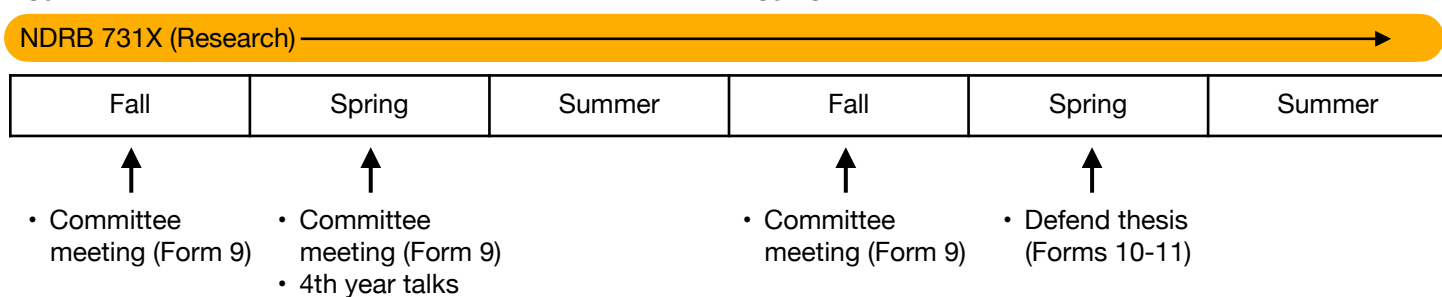 NDRB 731X (Research)
Fall Spring Summer Fall Spring Summer
• Committee meeting (Form 9)
• Committee meeting (Form 9)
• 4th year talks
• Committee meeting (Form 9)
• Defend thesis (Forms 10-11)